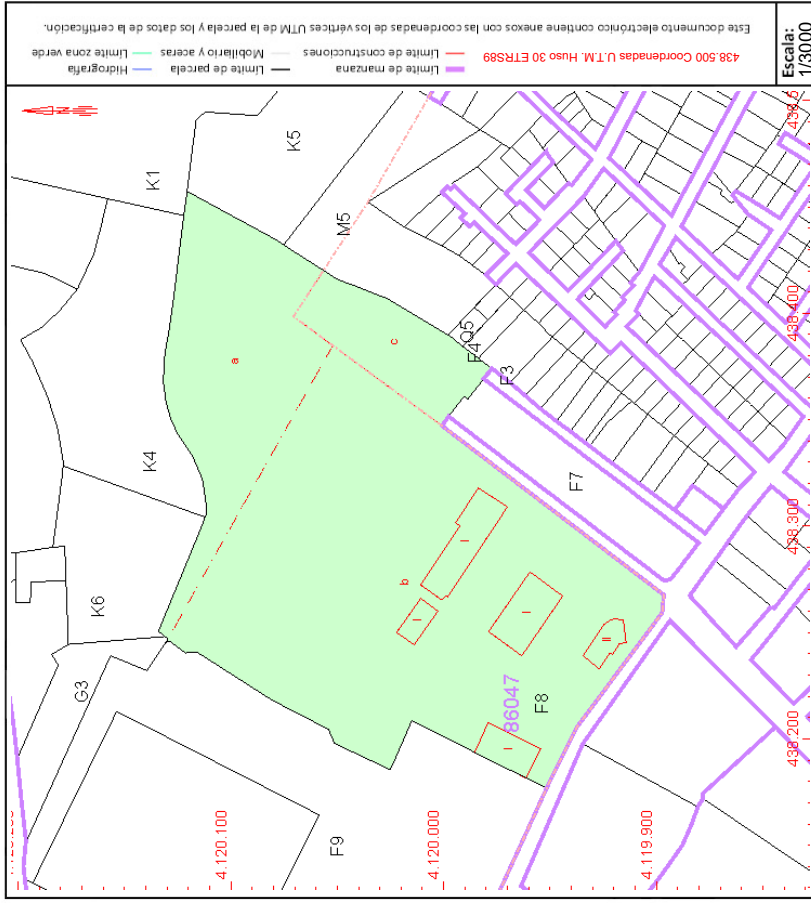 Este documento electrónico contiene anexos con las coordenadas de los vértices UTM de la parcela y los datos de la certificación.
438.500 Coordenadas U.T.M. Huso 30 ETRS89
Límite de manzana
Límite de construcciones
Límite de parcela
Mobiliario y aceras
Límite zona verde
Hidrografía
Escala:
1/3000
K1
K5
M5
a
K4
c
Q5
F4
F3
438.400
K6
F7
438.300
I
b
I
I
II
G3
86047
F8
I
438.200
4.120.100
4.120.000
4.119.900
F9